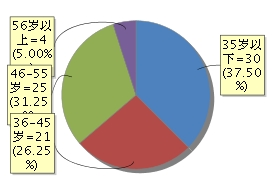 56岁以
上=4
(5.00%
)
46-55
岁=25
(31.25
%)
36-45
岁=21
(26.25
%)
35岁以
下=30
(37.50
%)